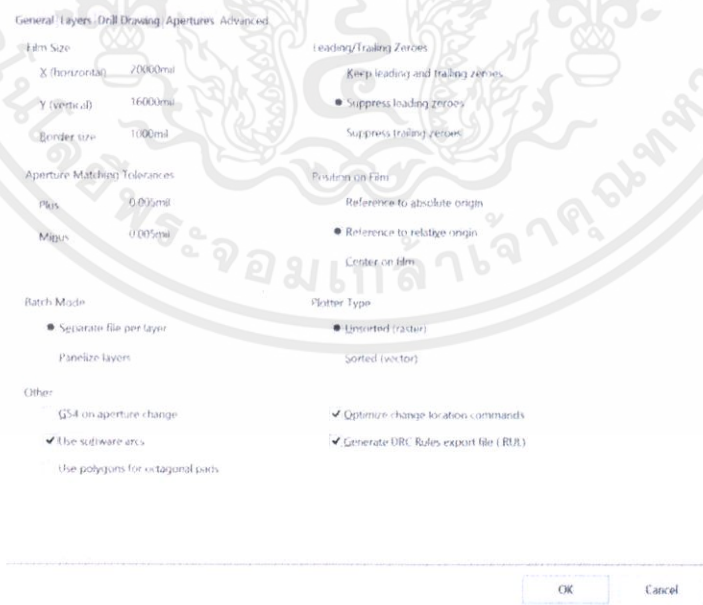 General Layers Drill Drawing Apertures Advanced
Film Size
X (horizontal) 20000mil
Y (vertical) 16000mil
Border size 1000mil
Leading/Trailing Zeroes
Keep leading and trailing zeroes
Suppress leading zeroes
Suppress trailing zeroes
Aperture Matching Tolerances
Plus 0.005mil
Minus 0.005mil
Position on Film
Reference to absolute origin
Reference to relative origin
Center on film
Batch Mode
Separate file per layer
Panelize layers
Plotter Type
Unsorted (raster)
Sorted (vector)
Other
G54 on aperture change
Use software arcs
Use polygons for octagonal pads
Optimize change location commands
Generate DRC Rules export file (.RUL)
OK Cancel